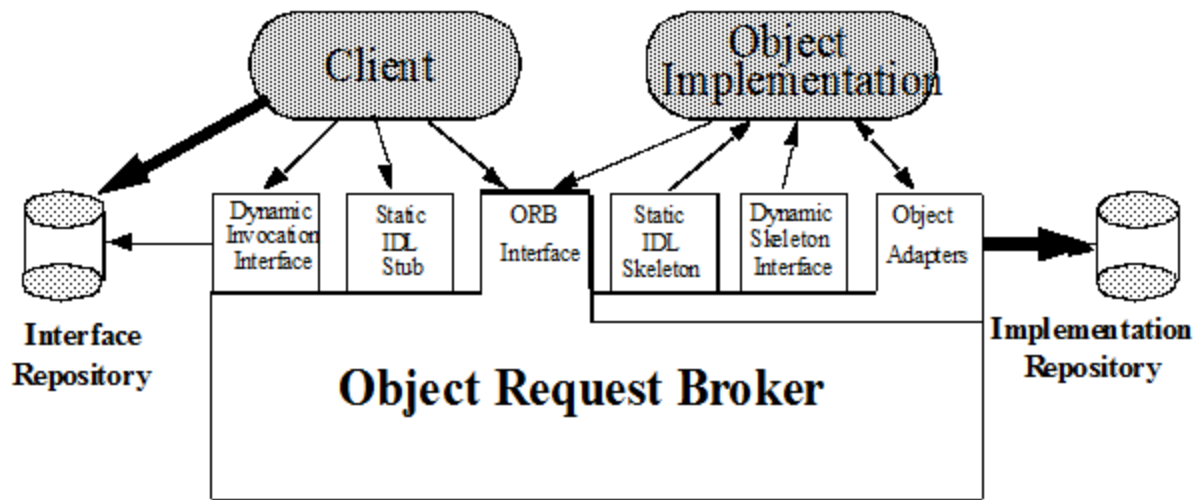 Client
Object
Implementation
Dynamic
Invocation
Interface
Static
IDL
Stub
ORB
Interface
Static
IDL
Skeleton
Dynamic
Skeleton
Interface
Object
Adapters
Interface
Repository
Implementation
Repository
Object Request Broker